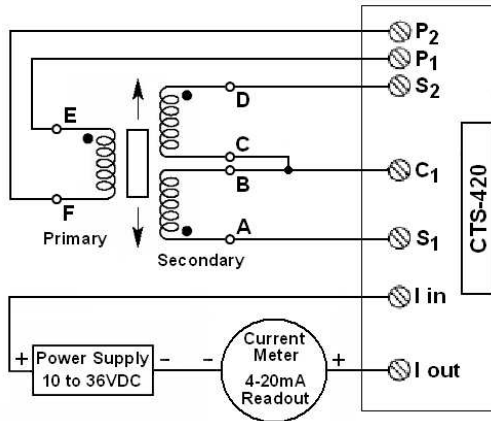 P2
P1
S2
E
D
C
C1
B
F
A
S1
Primary
Secondary
CTS-420
I in
+
Power Supply
10 to 36VDC
−
−
Current
Meter
4-20mA
Readout
+
I out